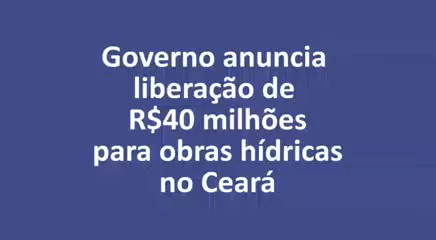 Governo anuncia
liberação de
R$40 milhões
para obras hídricas
no Ceará